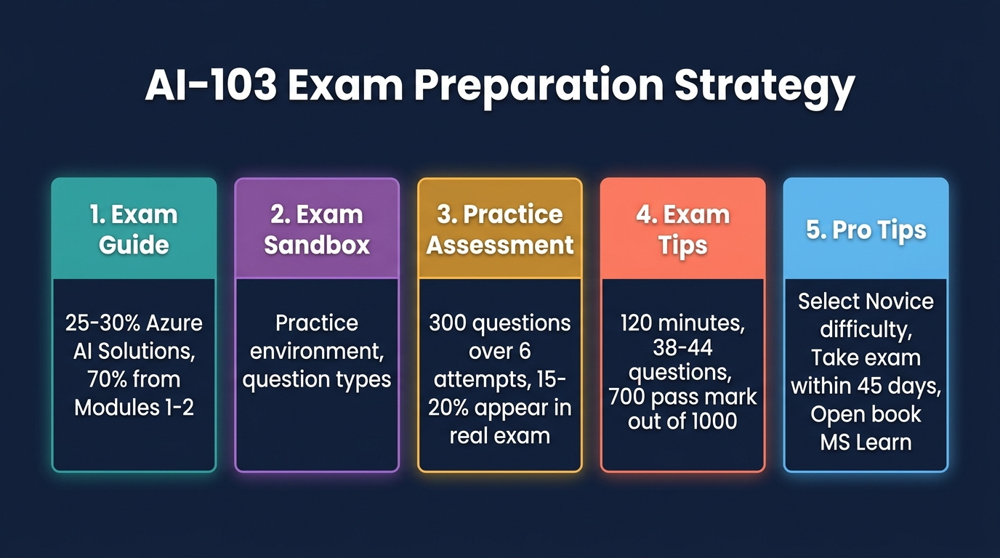 AI-103 Exam Preparation Strategy
1. Exam
Guide
25-30% Azure
AI Solutions,
70% from
Modules 1-2
2. Exam
Sandbox
Practice
environment,
question types
3. Practice
Assessment
300 questions
over 6
attempts, 15-
20% appear in
real exam
4. Exam
Tips
120 minutes,
38-44
questions,
700 pass mark
out of 1000
5. Pro Tips
Select Novice
difficulty,
Take exam
within 45 days,
Open book
MS Learn